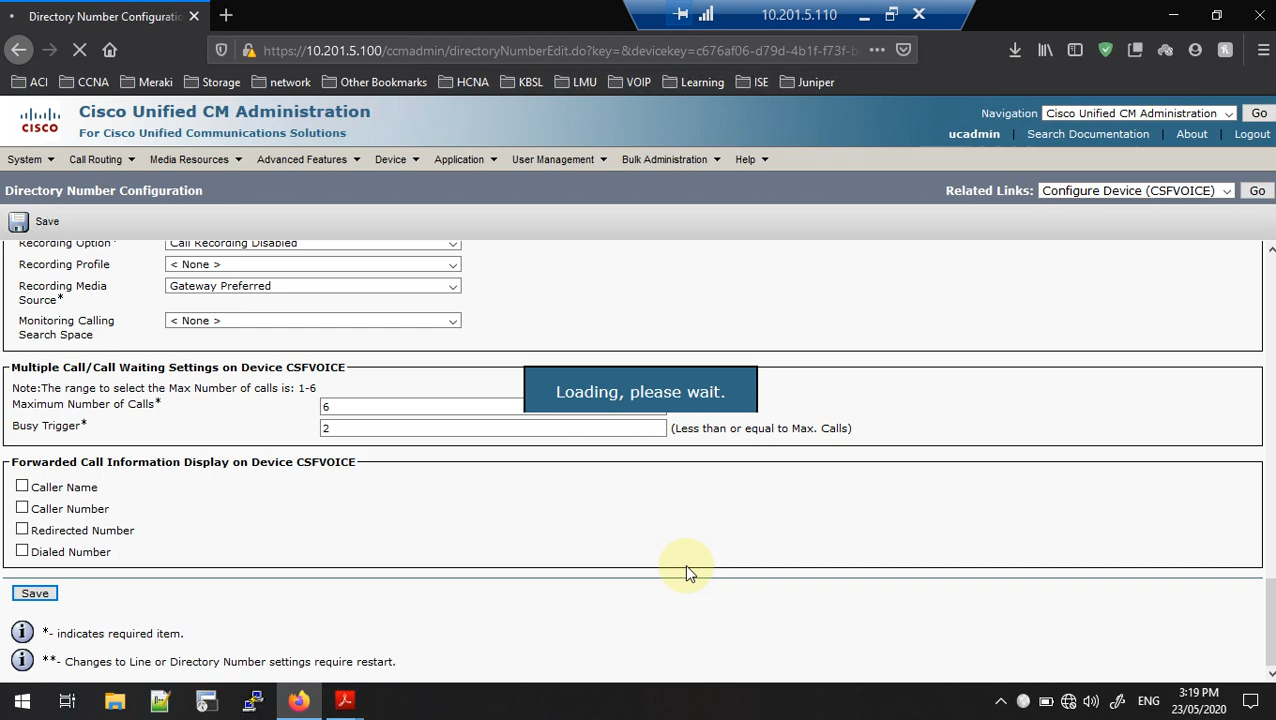 Directory Number Configuratio
10.201.5.110
https://10.201.5.100/ccmadmin/directoryNumberEdit.do?key=&devicekey=c676af06-d79d-4b1f-f73f-b
ACI CCNA Meraki Storage network Other Bookmarks HCNA KBSL LMU VOIP Learning ISE Juniper
CISCO
Cisco Unified CM Administration
For Cisco Unified Communications Solutions
Navigation Cisco Unified CM Administration Go
ucadmin | Search Documentation | About | Logout
System Call Routing Media Resources Advanced Features Device Application User Management Bulk Administration Help
Directory Number Configuration
Related Links: Configure Device (CSFVOICE) Go
Save
Recording Option* Call Recording Disabled
Recording Profile < None >
Recording Media Source* Gateway Preferred
Monitoring Calling Search Space < None >
Multiple Call/Call Waiting Settings on Device CSFVOICE
Note:The range to select the Max Number of calls is: 1-6
Loading, please wait.
Maximum Number of Calls* 6
Busy Trigger* 2 (Less than or equal to Max. Calls)
Forwarded Call Information Display on Device CSFVOICE
Caller Name
Caller Number
Redirected Number
Dialed Number
Save
*- indicates required item.
**- Changes to Line or Directory Number settings require restart.
ENG
3:19 PM
23/05/2020